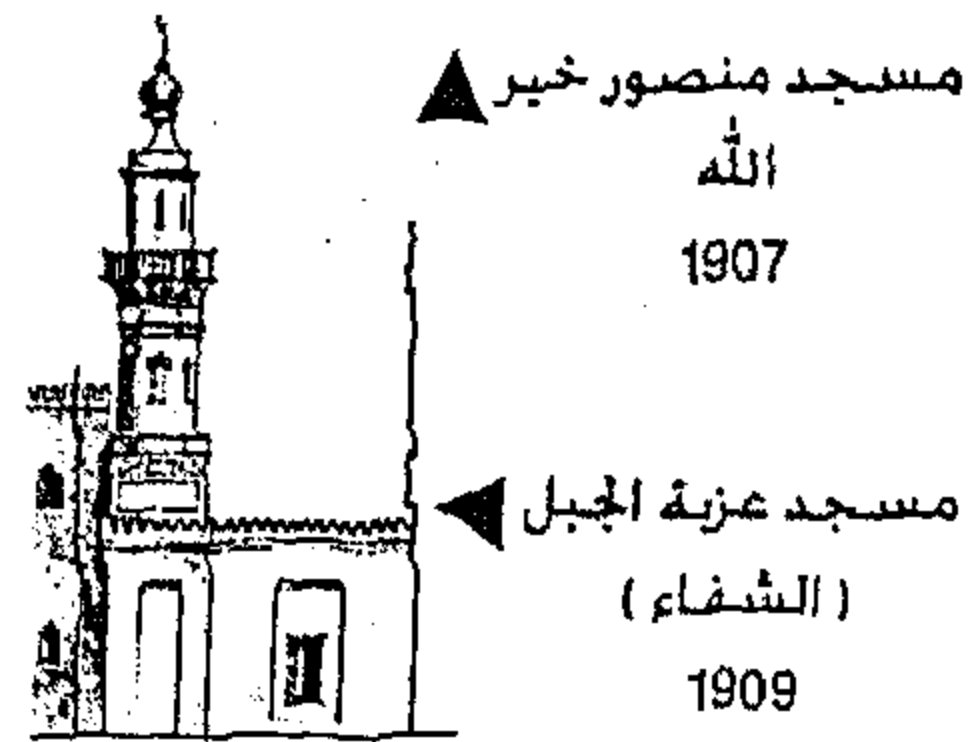 مسجد منصور خير
الله
1907
مسجد عزبة الجبل
( الشفاء )
1909